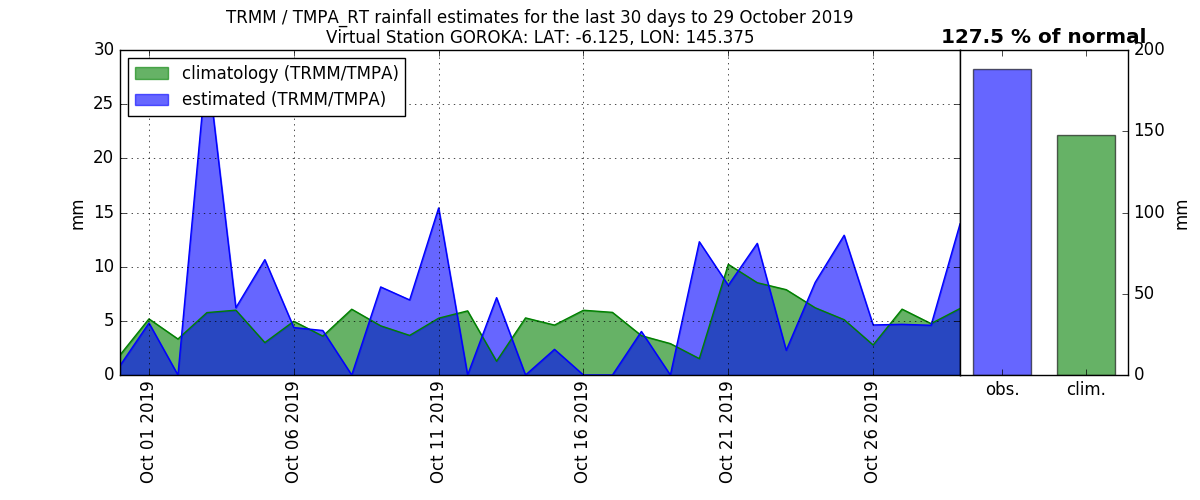 TRMM / TMPA_RT rainfall estimates for the last 30 days to 29 October 2019
Virtual Station GOROKA: LAT: -6.125, LON: 145.375
127.5 % of normal
climatology (TRMM/TMPA)
estimated (TRMM/TMPA)
30
25
20
15
10
5
0
mm
Oct 01 2019
Oct 06 2019
Oct 11 2019
Oct 16 2019
Oct 21 2019
Oct 26 2019
200
150
100
50
0
mm
obs.
clim.